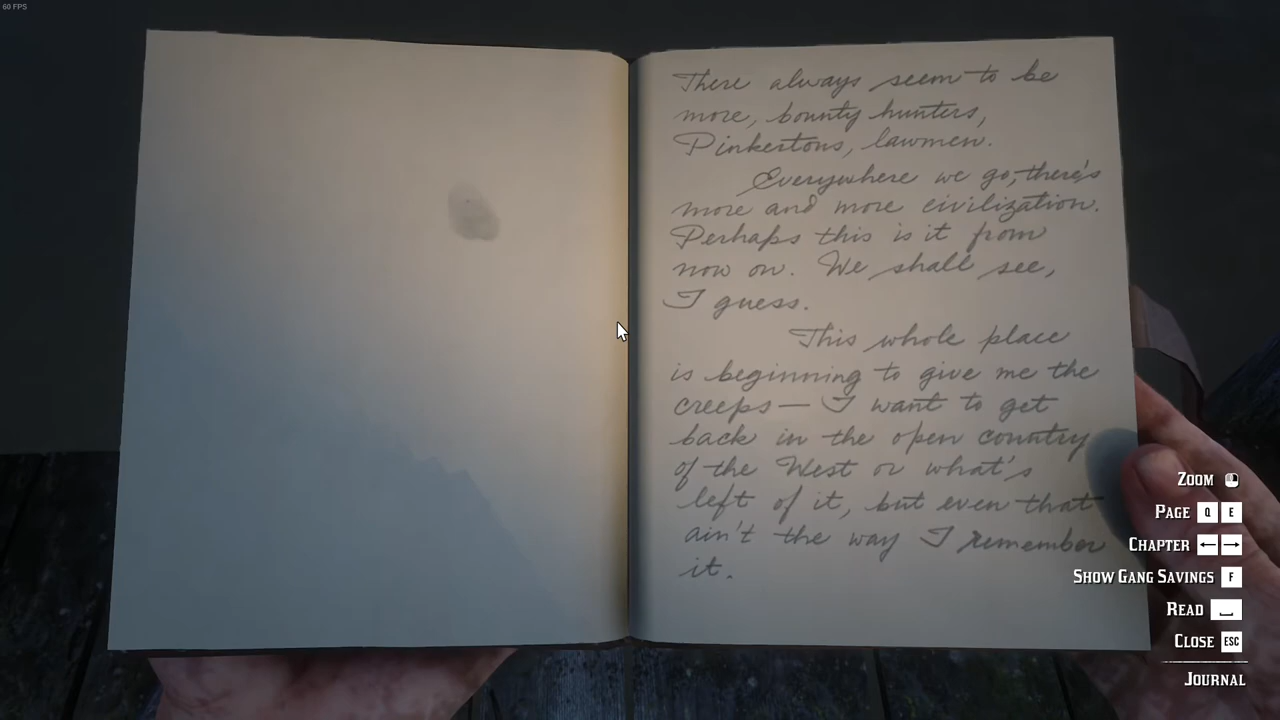 60 FPS
There always seem to be
more, bounty hunters,
Pinkertons, lawmen.
Everywhere we go, there's
more and more civilization.
Perhaps this is it from
now on. We shall see,
I guess.
This whole place
is beginning to give me the
creeps— I want to get
back in the open country
of the West or what's
left of it, but even that
ain't the way I remember
it.
ZOOM
PAGE Q E
CHAPTER ← →
SHOW GANG SAVINGS F
READ
CLOSE ESC
JOURNAL